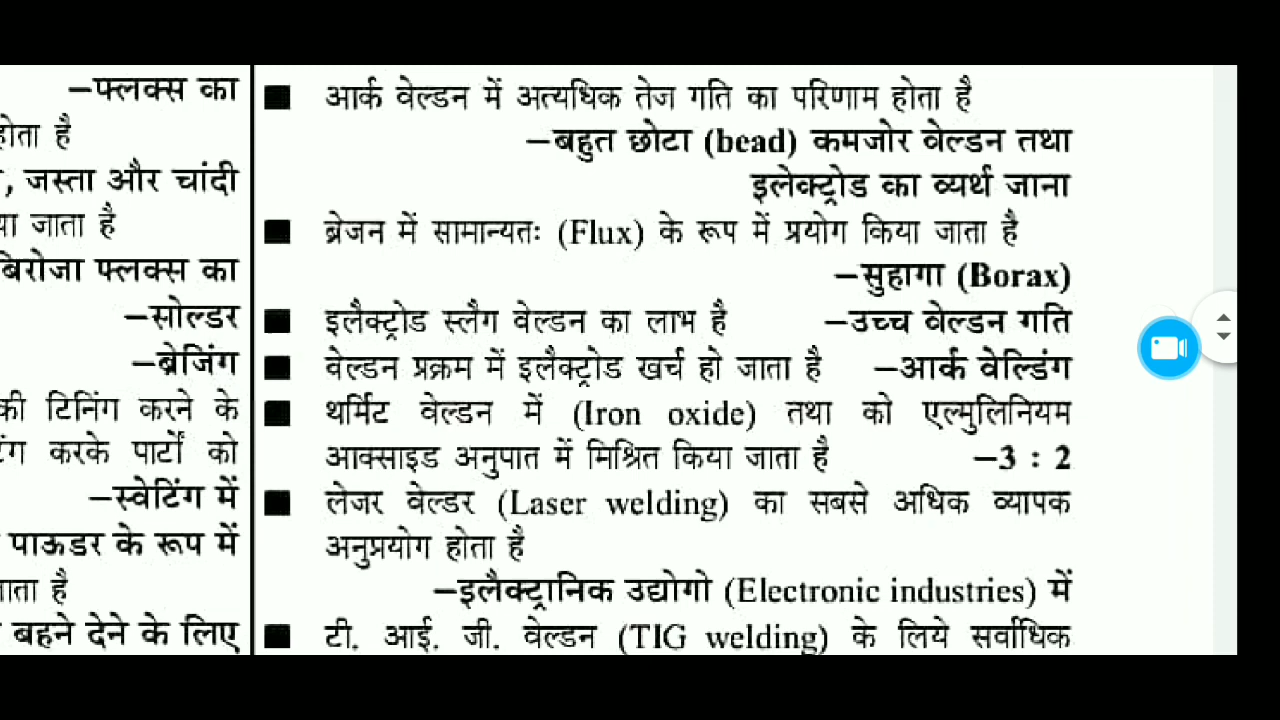 –फ्लक्स का
होता है
, जस्ता और चांदी
जाता है
बिरोजा फ्लक्स का
–सोल्डर
–ब्रेजिंग
की टिनिंग करने के
करके पार्टों को
–स्वेटिंग में
पाऊडर के रूप में
है
बहने देने के लिए
■ आर्क वेल्डन में अत्यधिक तेज गति का परिणाम होता है
–बहुत छोटा (bead) कमजोर वेल्डन तथा
इलेक्ट्रोड का व्यर्थ जाना
■ ब्रेजन में सामान्यतः (Flux) के रूप में प्रयोग किया जाता है
–सुहागा (Borax)
■ इलैक्ट्रोड स्लैग वेल्डन का लाभ है –उच्च वेल्डन गति
■ वेल्डन प्रक्रम में इलैक्ट्रोड खर्च हो जाता है –आर्क वेल्डिंग
■ थर्मिट वेल्डन में (Iron oxide) तथा को एल्मुलिनियम
आक्साइड अनुपात में मिश्रित किया जाता है –3 : 2
■ लेजर वेल्डर (Laser welding) का सबसे अधिक व्यापक
अनुप्रयोग होता है
–इलैक्ट्रानिक उद्योगो (Electronic industries) में
■ टी. आई. जी. वेल्डन (TIG welding) के लिये सर्वाधिक